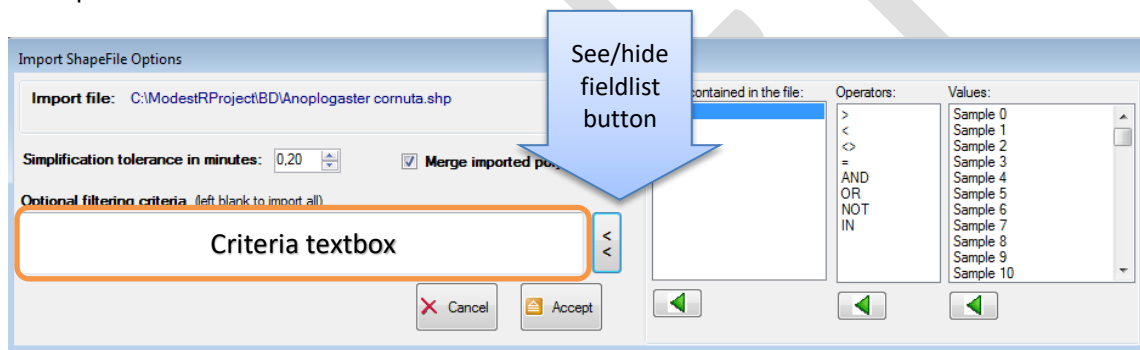 See/hide
fieldlist
button
Import ShapeFile Options
Import file: C:\ModestRProject\BD\Anoplogaster cornuta.shp
contained in the file:
Operators:
Values:
Simplification tolerance in minutes: 0,20
Merge imported
Optional filtering criteria (left blank to import all)
Criteria textbox
<
<
Cancel
Accept
>
<
<>
=
AND
OR
NOT
IN
Sample 0
Sample 1
Sample 2
Sample 3
Sample 4
Sample 5
Sample 6
Sample 7
Sample 8
Sample 9
Sample 10